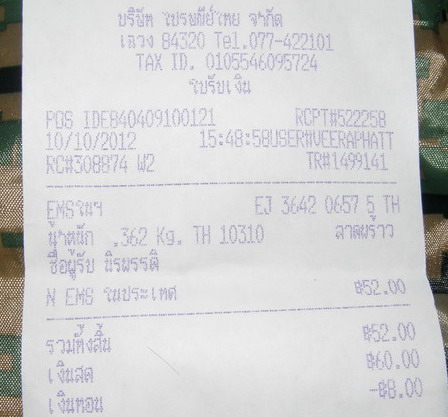 บริษัท ไปรษณีย์ไทย จำกัด
เฉวง 84320 Tel.077-422101
TAX ID. 0105546095724
ใบรับเงิน
POS IDE840409100121 RCPT#522258
10/10/2012 15:48:58USER#VEERAPHATT
RC#308874 W2 TR#1499141
EMSในฯ EJ 3642 0657 5 TH
น้ำหนัก .362 Kg. TH 10310 ลาดพร้าว
ชื่อผู้รับ นิรพรรดิ์
N EMS ในประเทศ ฿52.00
รวมทั้งสิ้น ฿52.00
เงินสด ฿60.00
เงินทอน -฿8.00